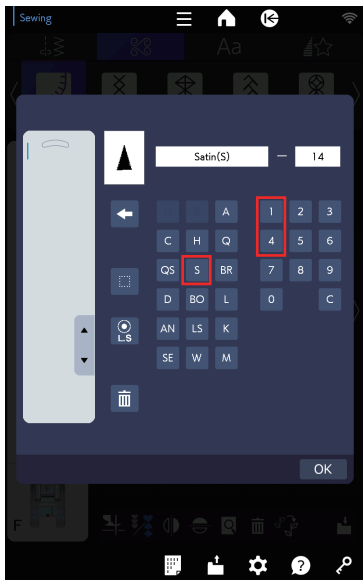 Sewing
Aa
Satin(S) – 14
A 1 2 3
C H Q 4 5 6
QS S BR 7 8 9
D BO L 0 C
L.S
AN LS K
SE W M
OK
F
?